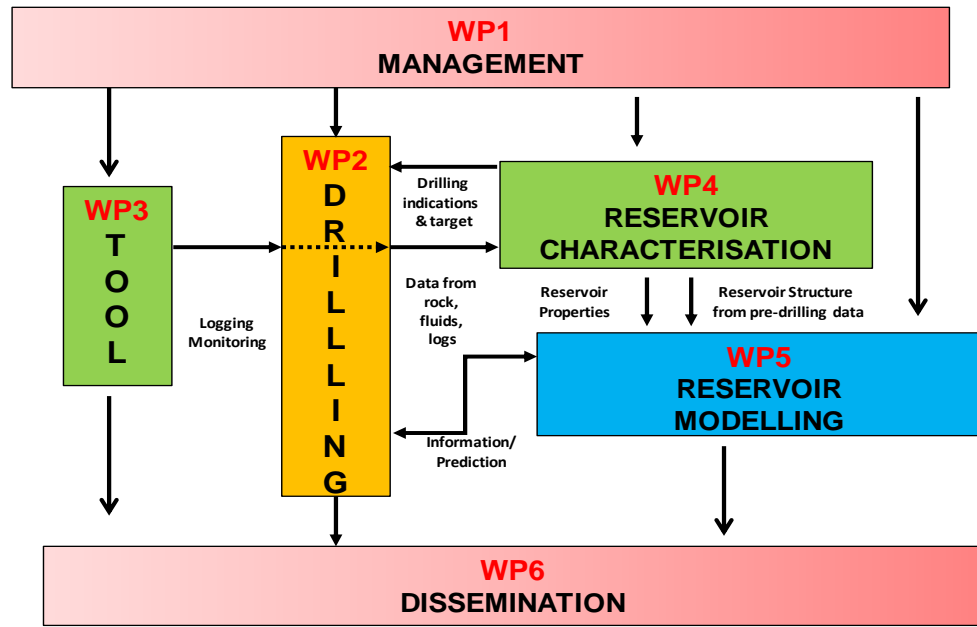 WP1
MANAGEMENT
WP2
D
R
I
L
L
L
I
N
G
WP3
T
O
O
L
Logging
Monitoring
Drilling
indications
& target
Data from
rock,
fluids,
logs
WP4
RESERVOIR
CHARACTERISATION
Reservoir
Properties
Reservoir Structure
from pre-drilling data
WP5
RESERVOIR
MODELLING
Information/
Prediction
WP6
DISSEMINATION